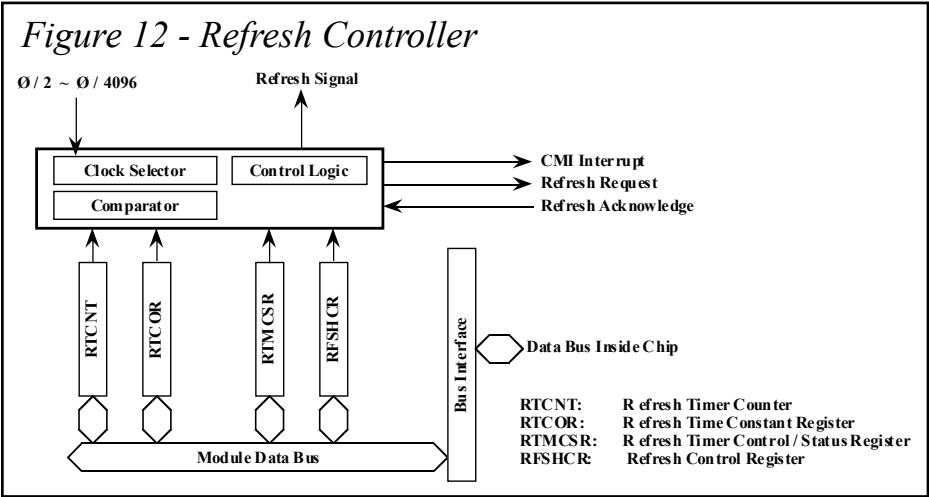 Figure 12 - Refresh Controller
Ø / 2 ~ Ø / 4096
Refresh Signal
Clock Selector
Control Logic
Comparator
CMI Interrupt
Refresh Request
Refresh Acknowledge
RTCNT
RTCOR
RTMCSR
RFSHCR
Bus Interface
Data Bus Inside Chip
Module Data Bus
RTCNT: Refresh Timer Counter
RTCOR: Refresh Time Constant Register
RTMCSR: Refresh Timer Control / Status Register
RFSHCR: Refresh Control Register